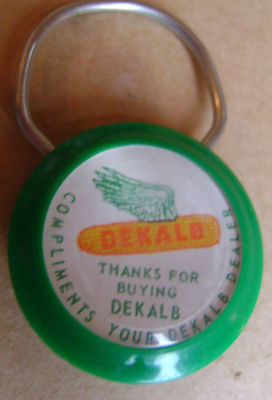 DEKALB
THANKS FOR
BUYING
DEKALB
COMPLIMENTS YOUR DEKALB DEALER